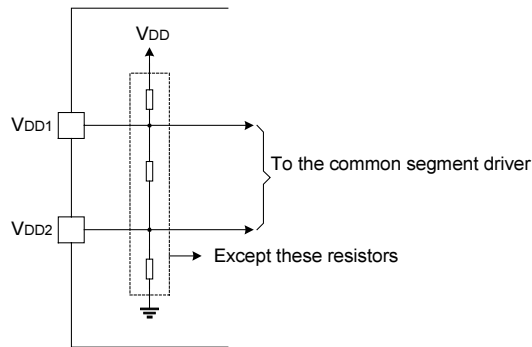 VDD
VDD1
To the common segment driver
VDD2
Except these resistors